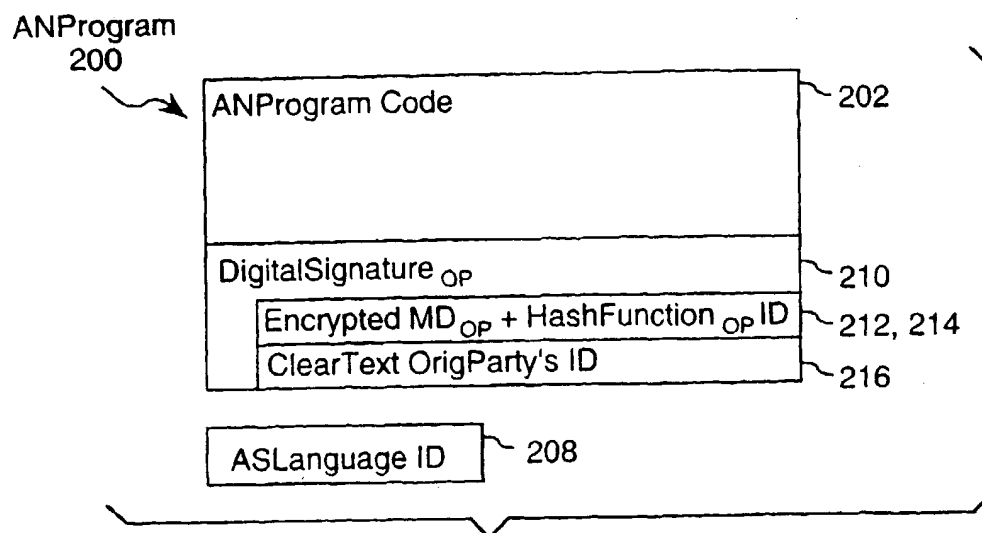 ANProgram
200
ANProgram Code 202
DigitalSignature OP 210
Encrypted MD OP + HashFunction OP ID 212, 214
ClearText OrigParty's ID 216
ASLanguage ID 208